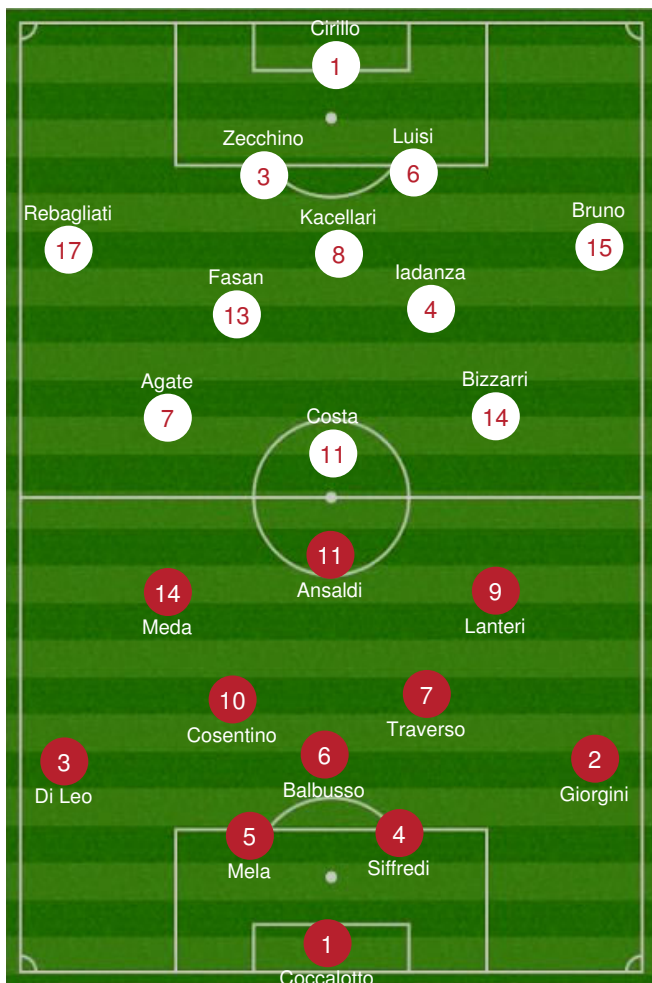 Cirillo
1
Zecchino
3
Luisi
6
Rebagliati
17
Kacellari
8
Bruno
15
Fasan
13
Iadanza
4
Agate
7
Bizzarri
14
Costa
11
11
Ansaldi
14
Meda
9
Lanteri
10
Cosentino
7
Traverso
6
Balbusso
3
Di Leo
2
Giorgini
5
Mela
4
Siffredi
1
Coccalotto